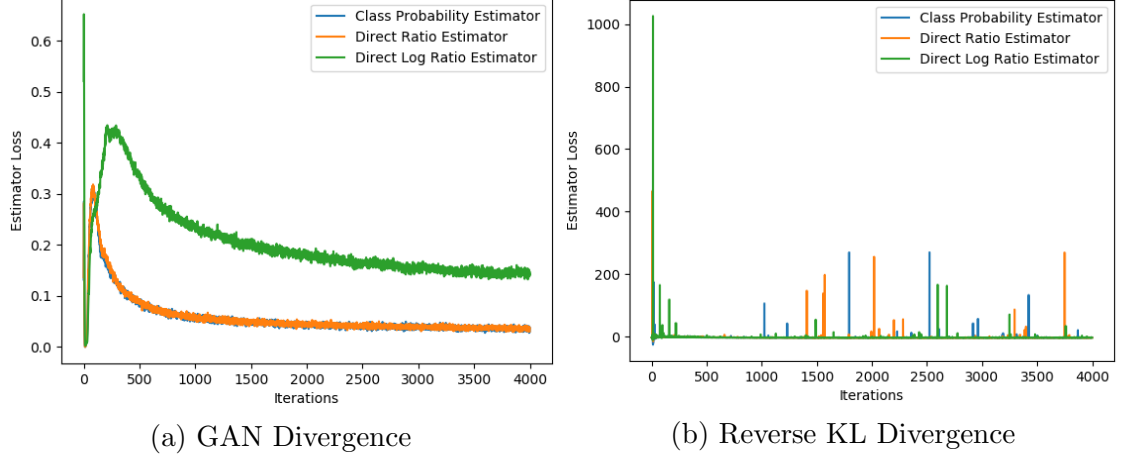 Class Probability Estimator
Direct Ratio Estimator
Direct Log Ratio Estimator
Estimator Loss
0.6
0.5
0.4
0.3
0.2
0.1
0.0
0 500 1000 1500 2000 2500 3000 3500 4000
Iterations
(a) GAN Divergence
Class Probability Estimator
Direct Ratio Estimator
Direct Log Ratio Estimator
Estimator Loss
1000
800
600
400
200
0
0 500 1000 1500 2000 2500 3000 3500 4000
Iterations
(b) Reverse KL Divergence